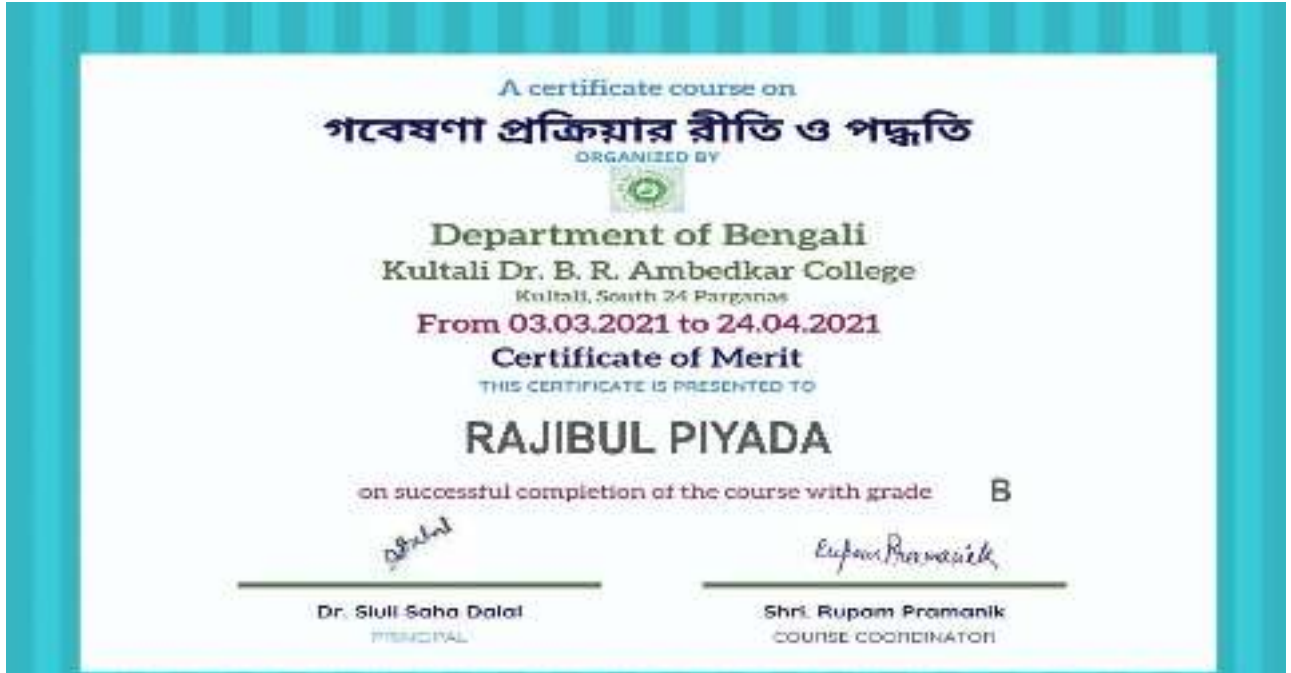 A certificate course on
গবেষণা প্রক্রিয়ার রীতি ও পদ্ধতি
ORGANIZED BY
Department of Bengali
Kultali Dr. B. R. Ambedkar College
Kultali, South 24 Parganas
From 03.03.2021 to 24.04.2021
Certificate of Merit
THIS CERTIFICATE IS PRESENTED TO
RAJIBUL PIYADA
on successful completion of the course with grade B
Rupam Pramanik
Dr. Siuli Saha Dalal
Shri. Rupam Pramanik
PRINCIPAL
COURSE COORDINATOR